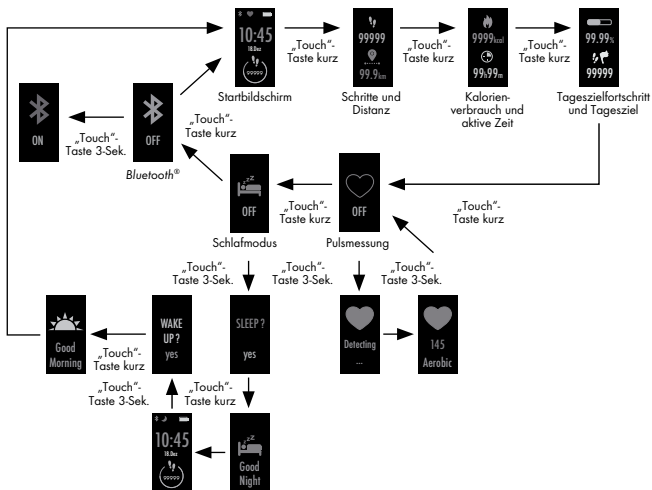 10:45
18.Dez
99999
Startbildschirm
„Touch“-
Taste kurz
99999
99.9km
Schritte und
Distanz
„Touch“-
Taste kurz
9999kcal
99h99m
Kalorien-
verbrauch und
aktive Zeit
„Touch“-
Taste kurz
99.99%
99999
Tageszielfortschritt
und Tagesziel
ON
„Touch“-
Taste 3-Sek.
OFF
Bluetooth®
„Touch“-
Taste kurz
OFF
Schlafmodus
„Touch“-
Taste kurz
OFF
Pulsmessung
„Touch“-
Taste kurz
„Touch“-
Taste 3-Sek.
„Touch“-
Taste 3-Sek.
„Touch“-
Taste 3-Sek.
Good
Morning
„Touch“-
Taste kurz
WAKE
UP?
yes
SLEEP?
yes
Detecting
...
145
Aerobic
„Touch“-
Taste 3-Sek.
„Touch“-
Taste kurz
10:45
18.Dez
99999
zZZ
Good
Night